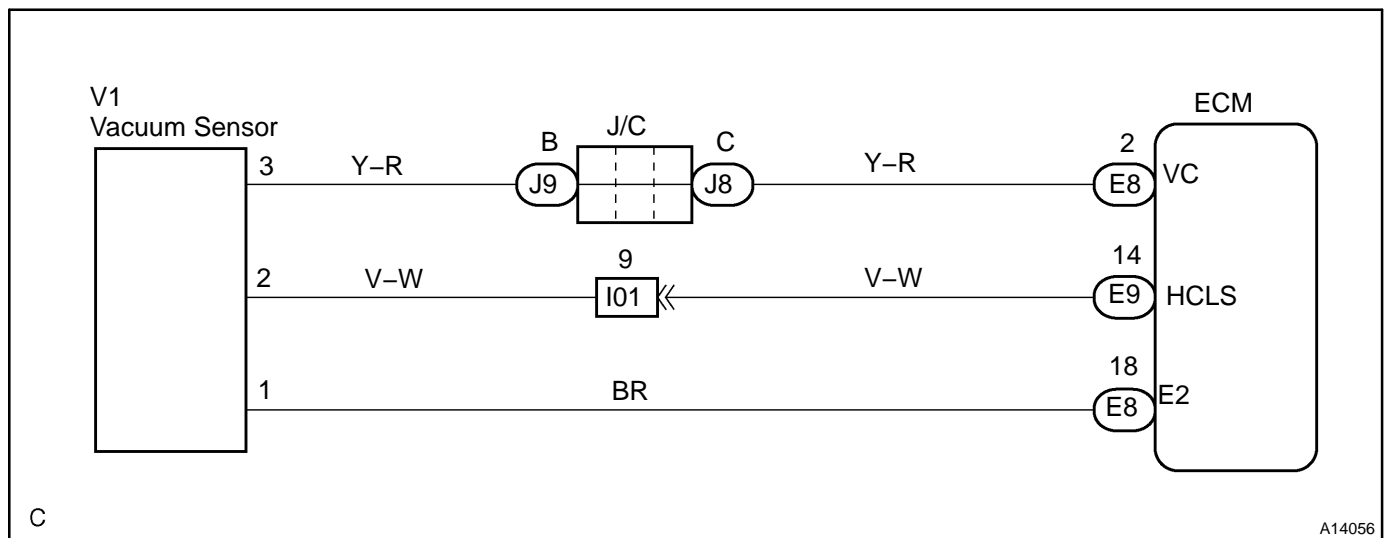 V1
Vacuum Sensor
ECM
J/C
B
C
3
Y–R
J9
J8
Y–R
2
E8
VC
2
V–W
9
I01
V–W
14
E9
HCLS
1
BR
18
E8
E2
C
A14056